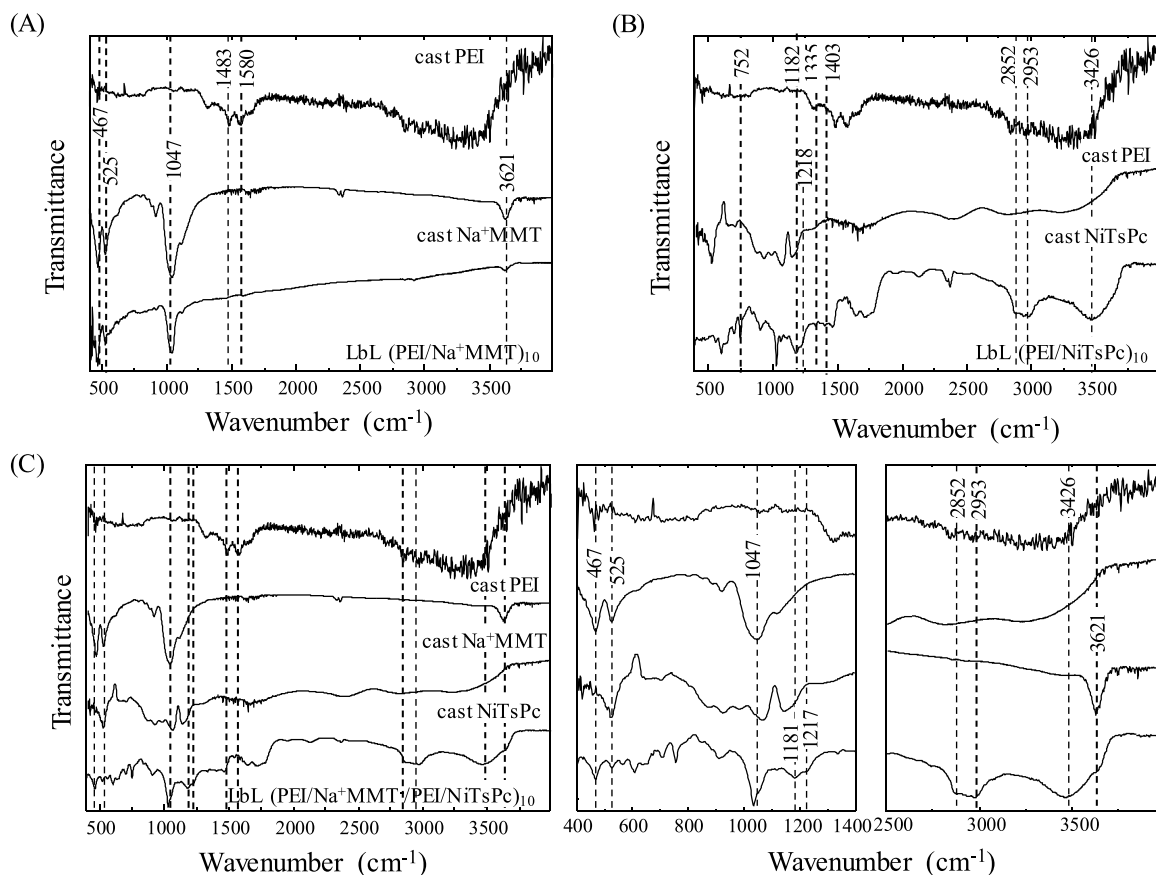 (A)
cast PEI
467
525
1047
1483
1580
3621
cast Na⁺MMT
LbL (PEI/Na⁺MMT)₁₀
Transmittance
500 1000 1500 2000 2500 3000 3500
Wavenumber (cm⁻¹)
(B)
752
1182
1335
1403
2852
2953
3426
1218
cast PEI
cast NiTsPc
LbL (PEI/NiTsPc)₁₀
Transmittance
500 1000 1500 2000 2500 3000 3500
Wavenumber (cm⁻¹)
(C)
cast PEI
cast Na⁺MMT
cast NiTsPc
LbL (PEI/Na⁺MMT/PEI/NiTsPc)₁₀
Transmittance
500 1000 1500 2000 2500 3000 3500
Wavenumber (cm⁻¹)
467
525
1047
1181
1217
400 600 800 1000 1200 1400
Wavenumber (cm⁻¹)
2852
2953
3426
3621
2500 3000 3500
Wavenumber (cm⁻¹)